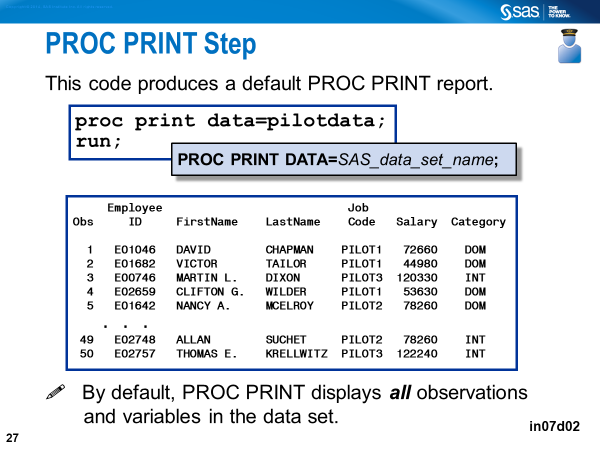 sas THE POWER TO KNOW.
PROC PRINT Step
This code produces a default PROC PRINT report.
proc print data=pilotdata;
run;
PROC PRINT DATA=SAS_data_set_name;
Employee Job
Obs ID FirstName LastName Code Salary Category
1 E01046 DAVID CHAPMAN PILOT1 72660 DOM
2 E01682 VICTOR TAILOR PILOT1 44980 DOM
3 E00746 MARTIN L. DIXON PILOT3 120330 INT
4 E02659 CLIFTON G. WILDER PILOT1 53630 DOM
5 E01642 NANCY A. MCELROY PILOT2 78260 DOM
. . .
49 E02748 ALLAN SUCHET PILOT2 78260 INT
50 E02757 THOMAS E. KRELLWITZ PILOT3 122240 INT
By default, PROC PRINT displays all observations
and variables in the data set.
27
in07d02